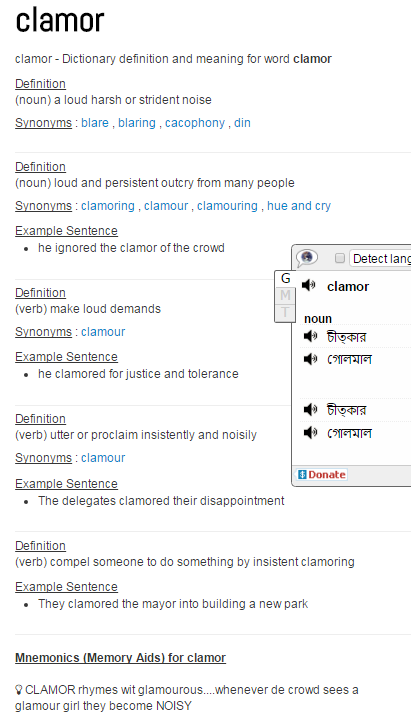 clamor
clamor - Dictionary definition and meaning for word clamor
Definition
(noun) a loud harsh or strident noise
Synonyms : blare , blaring , cacophony , din
Definition
(noun) loud and persistent outcry from many people
Synonyms : clamoring , clamour , clamouring , hue and cry
Example Sentence
he ignored the clamor of the crowd
Definition
(verb) make loud demands
Synonyms : clamour
Example Sentence
he clamored for justice and tolerance
Definition
(verb) utter or proclaim insistently and noisily
Synonyms : clamour
Example Sentence
The delegates clamored their disappointment
Definition
(verb) compel someone to do something by insistent clamoring
Example Sentence
They clamored the mayor into building a new park
Mnemonics (Memory Aids) for clamor
CLAMOR rhymes wit glamourous....whenever de crowd sees a
glamour girl they become NOISY
Detect lang
G
M
T
clamor
noun
চীত্কার
গোলমাল
চীত্কার
গোলমাল
Donate